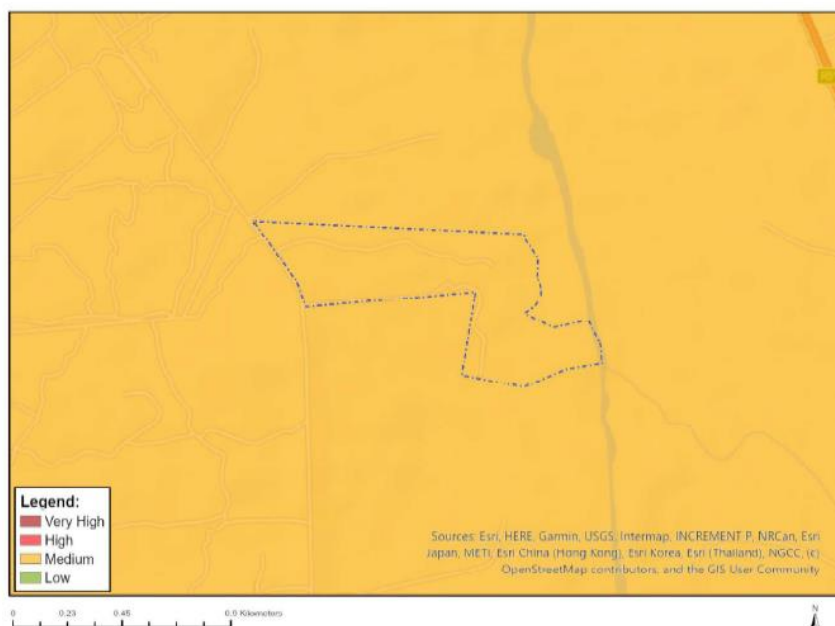 Legend:
Very High
High
Medium
Low
Sources: Esri, HERE, Garmin, USGS, Intermap, INCREMENT P, NRCan, Esri
Japan, METI, Esri China (Hong Kong), Esri Korea, Esri (Thailand), NGCC, (c)
OpenStreetMap contributors, and the GIS User Community
0 0.23 0.45 0.9 Kilometers
N